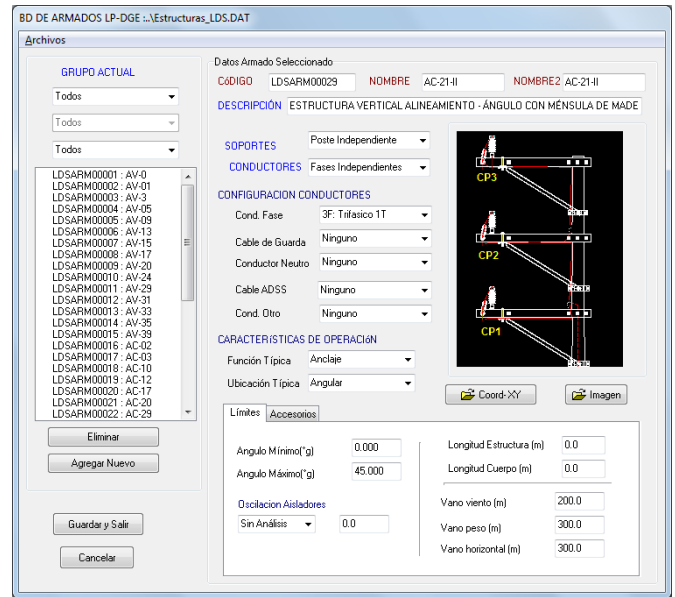 BD DE ARMADOS LP-DGE :..\Estructuras_LDS.DAT
Archivos
GRUPO ACTUAL
Todos
Todos
Todos
LDSARM00001 : AV-0
LDSARM00002 : AV-01
LDSARM00003 : AV-3
LDSARM00004 : AV-05
LDSARM00005 : AV-09
LDSARM00006 : AV-13
LDSARM00007 : AV-15
LDSARM00008 : AV-17
LDSARM00009 : AV-20
LDSARM00010 : AV-24
LDSARM00011 : AV-29
LDSARM00012 : AV-31
LDSARM00013 : AV-33
LDSARM00014 : AV-35
LDSARM00015 : AV-39
LDSARM00016 : AC-02
LDSARM00017 : AC-03
LDSARM00018 : AC-10
LDSARM00019 : AC-12
LDSARM00020 : AC-17
LDSARM00021 : AC-20
LDSARM00022 : AC-29
Eliminar
Agregar Nuevo
Guardar y Salir
Cancelar
Datos Armado Seleccionado
CóDIGO LDSARM00029 NOMBRE AC-21-II NOMBRE2 AC-21-II
DESCRIPCIÓN ESTRUCTURA VERTICAL ALINEAMIENTO - ÁNGULO CON MÉNSULA DE MADE
SOPORTES Poste Independiente
CONDUCTORES Fases Independientes
CONFIGURACION CONDUCTORES
Cond. Fase 3F: Trifasico 1T
Cable de Guarda Ninguno
Conductor Neutro Ninguno
Cable ADSS Ninguno
Cond. Otro Ninguno
CARACTERíSTICAS DE OPERACIóN
Función Típica Anclaje
Ubicación Típica Angular
CP3
CP2
CP1
Coord-XY Imagen
Límites Accesorios
Angulo Mínimo(°g) 0.000
Angulo Máximo(°g) 45.000
Oscilacion Aisladores
Sin Análisis 0.0
Longitud Estructura (m) 0.0
Longitud Cuerpo (m) 0.0
Vano viento (m) 200.0
Vano peso (m) 300.0
Vano horizontal (m) 300.0